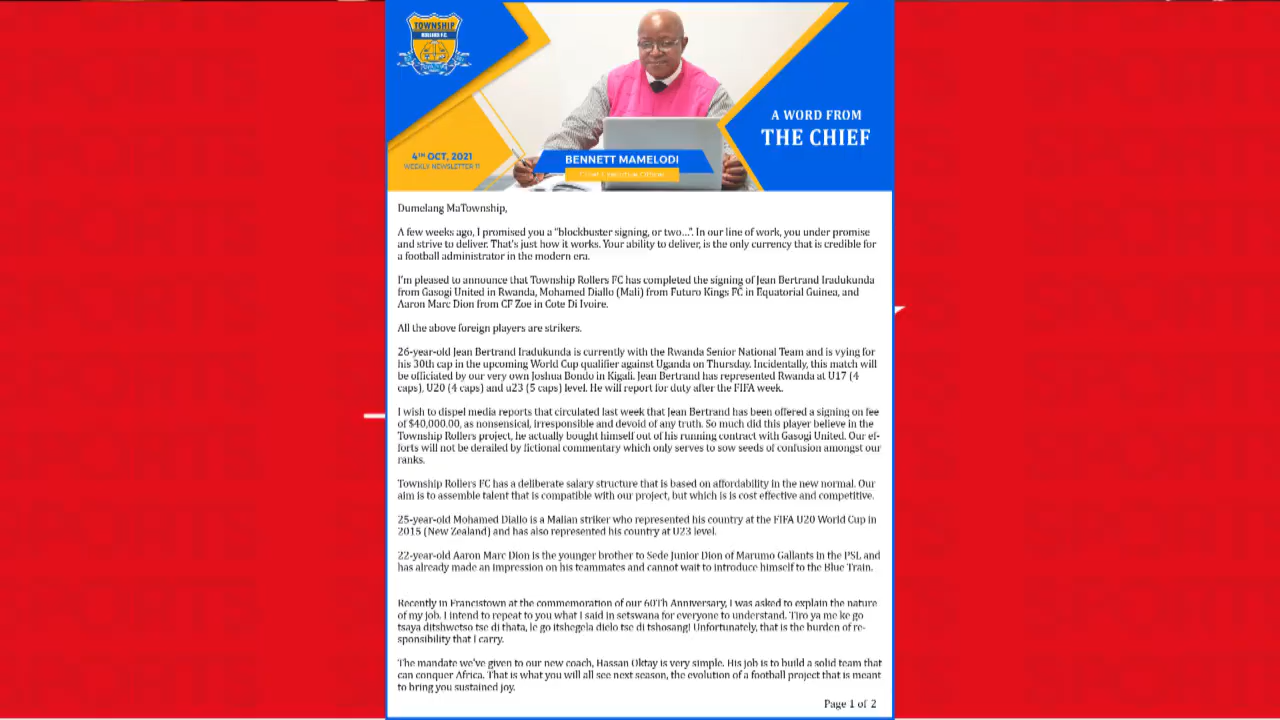 TOWNSHIP
ROLLERS F.C
4TH OCT, 2021
WEEKLY NEWSLETTER 11
BENNETT MAMELODI
Chief Executive Officer
A WORD FROM
THE CHIEF
Dumelang MaTownship,
A few weeks ago, I promised you a "blockbuster signing, or two...". In our line of work, you under promise
and strive to deliver. That's just how it works. Your ability to deliver, is the only currency that is credible for
a football administrator in the modern era.
I'm pleased to announce that Township Rollers FC has completed the signing of Jean Bertrand Iradukunda
from Gasogi United in Rwanda, Mohamed Diallo (Mali) from Futuro Kings FC in Equatorial Guinea, and
Aaron Marc Dion from CF Zoe in Cote Di Ivoire.
All the above foreign players are strikers.
26-year-old Jean Bertrand Iradukunda is currently with the Rwanda Senior National Team and is vying for
his 30th cap in the upcoming World Cup qualifier against Uganda on Thursday. Incidentally, this match will
be officiated by our very own Joshua Bondo in Kigali. Jean Bertrand has represented Rwanda at U17 (4
caps), U20 (4 caps) and u23 (5 caps) level. He will report for duty after the FIFA week.
I wish to dispel media reports that circulated last week that Jean Bertrand has been offered a signing on fee
of $40,000.00, as nonsensical, irresponsible and devoid of any truth. So much did this player believe in the
Township Rollers project, he actually bought himself out of his running contract with Gasogi United. Our ef-
forts will not be derailed by fictional commentary which only serves to sow seeds of confusion amongst our
ranks.
Township Rollers FC has a deliberate salary structure that is based on affordability in the new normal. Our
aim is to assemble talent that is compatible with our project, but which is is cost effective and competitive.
25-year-old Mohamed Diallo is a Malian striker who represented his country at the FIFA U20 World Cup in
2015 (New Zealand) and has also represented his country at U23 level.
22-year-old Aaron Marc Dion is the younger brother to Sede Junior Dion of Marumo Gallants in the PSL and
has already made an impression on his teammates and cannot wait to introduce himself to the Blue Train.
Recently in Francistown at the commemoration of our 60Th Anniversary, I was asked to explain the nature
of my job. I intend to repeat to you what I said in setswana for everyone to understand. Tiro ya me ke go
tsaya ditshwetso tse di thata, le go itshegela dielo tse di tshosang! Unfortunately, that is the burden of re-
sponsibility that I carry.
The mandate we've given to our new coach, Hassan Oktay is very simple. His job is to build a solid team that
can conquer Africa. That is what you will all see next season, the evolution of a football project that is meant
to bring you sustained joy.
Page 1 of 2